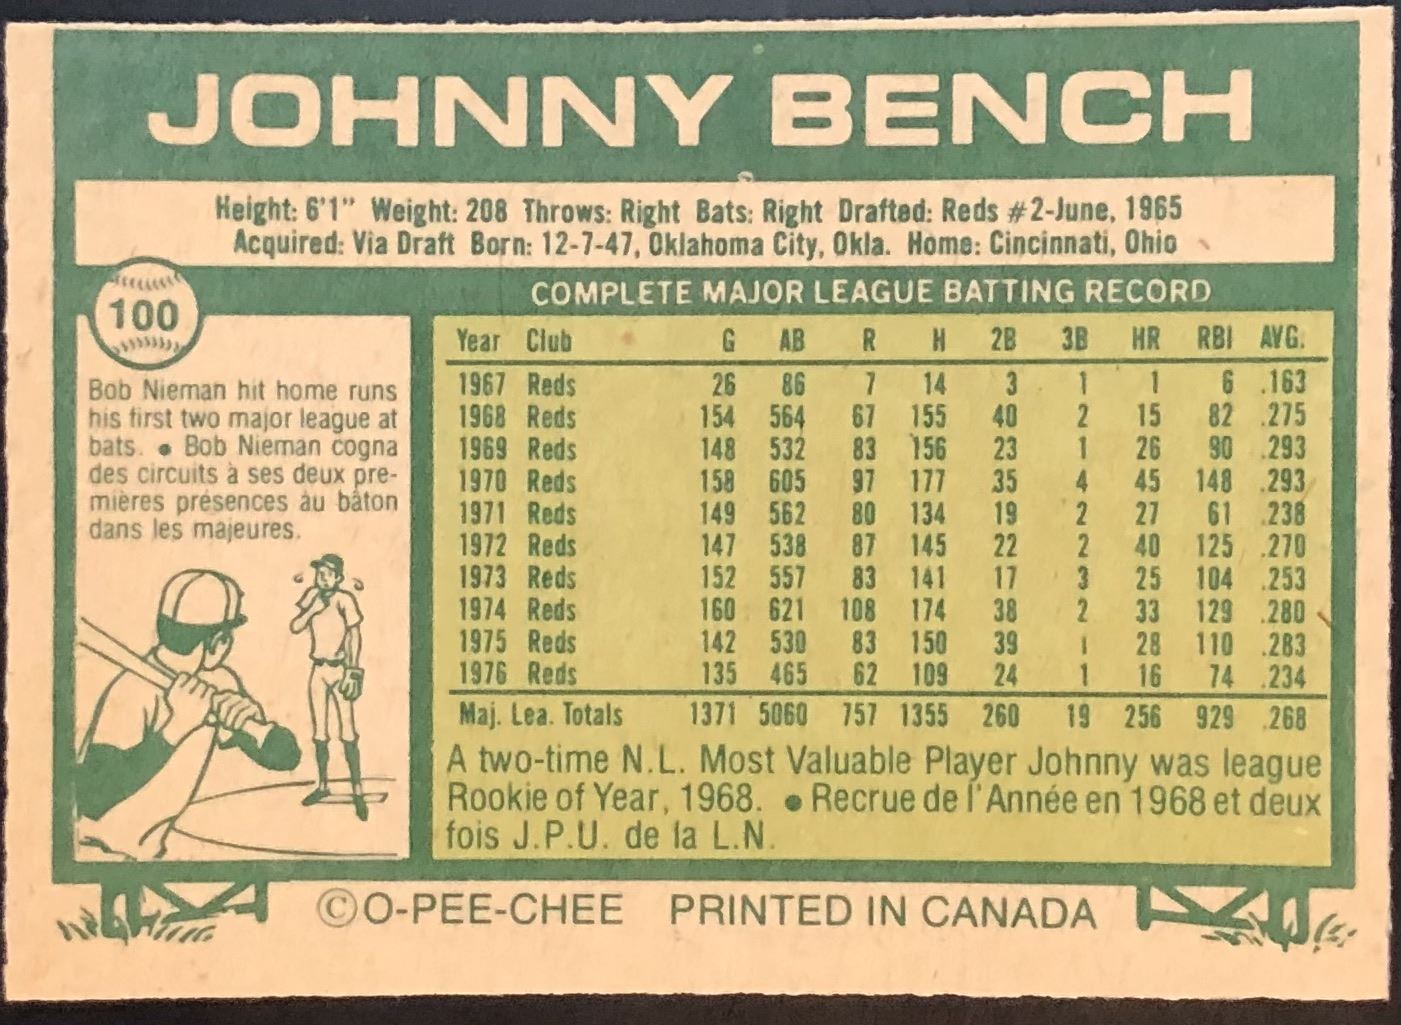 JOHNNY BENCH
Height: 6'1" Weight: 208 Throws: Right Bats: Right Drafted: Reds #2-June, 1965
Acquired: Via Draft Born: 12-7-47, Oklahoma City, Okla. Home: Cincinnati, Ohio
100
Bob Nieman hit home runs
his first two major league at
bats. ● Bob Nieman cogna
des circuits à ses deux pre-
mières présences au bâton
dans les majeures.
COMPLETE MAJOR LEAGUE BATTING RECORD
Year Club G AB R H 2B 3B HR RBI AVG.
1967 Reds 26 86 7 14 3 1 1 6 .163
1968 Reds 154 564 67 155 40 2 15 82 .275
1969 Reds 148 532 83 156 23 1 26 90 .293
1970 Reds 158 605 97 177 35 4 45 148 .293
1971 Reds 149 562 80 134 19 2 27 61 .238
1972 Reds 147 538 87 145 22 2 40 125 .270
1973 Reds 152 557 83 141 17 3 25 104 .253
1974 Reds 160 621 108 174 38 2 33 129 .280
1975 Reds 142 530 83 150 39 1 28 110 .283
1976 Reds 135 465 62 109 24 1 16 74 .234
Maj. Lea. Totals 1371 5060 757 1355 260 19 256 929 .268
A two-time N.L. Most Valuable Player Johnny was league
Rookie of Year, 1968. ● Recrue de l'Année en 1968 et deux
fois J.P.U. de la L.N.
©O-PEE-CHEE PRINTED IN CANADA